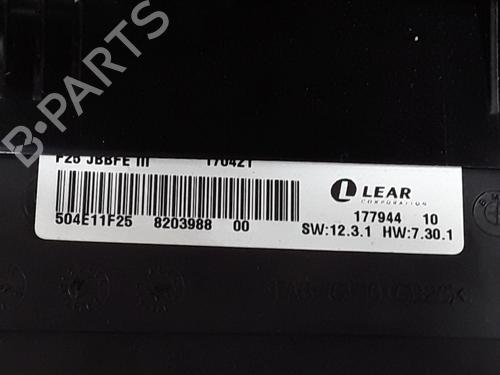 F25 JBBFE III 170421
LEAR
CORPORATION
177944 10
504E11F25 8203988 00
SW:12.3.1 HW:7.30.1
B-PARTS